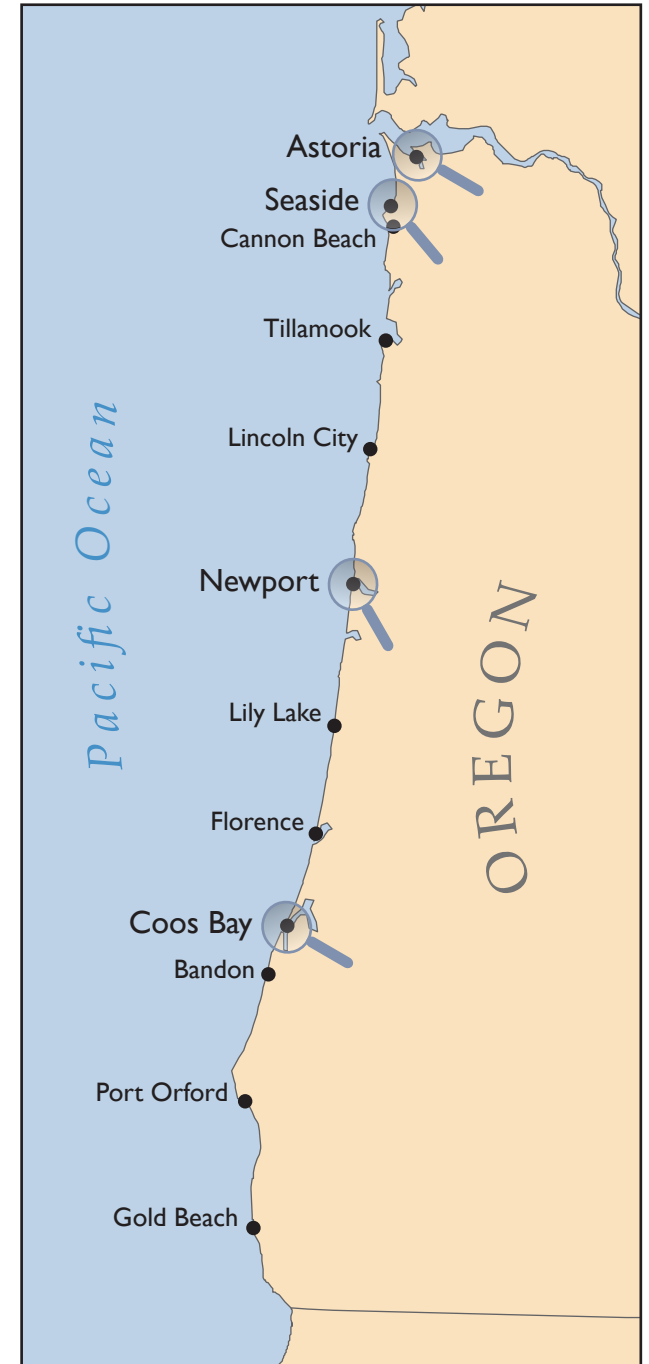 Astoria
Seaside
Cannon Beach
Tillamook
Lincoln City
Pacific Ocean
Newport
OREGON
Lily Lake
Florence
Coos Bay
Bandon
Port Orford
Gold Beach